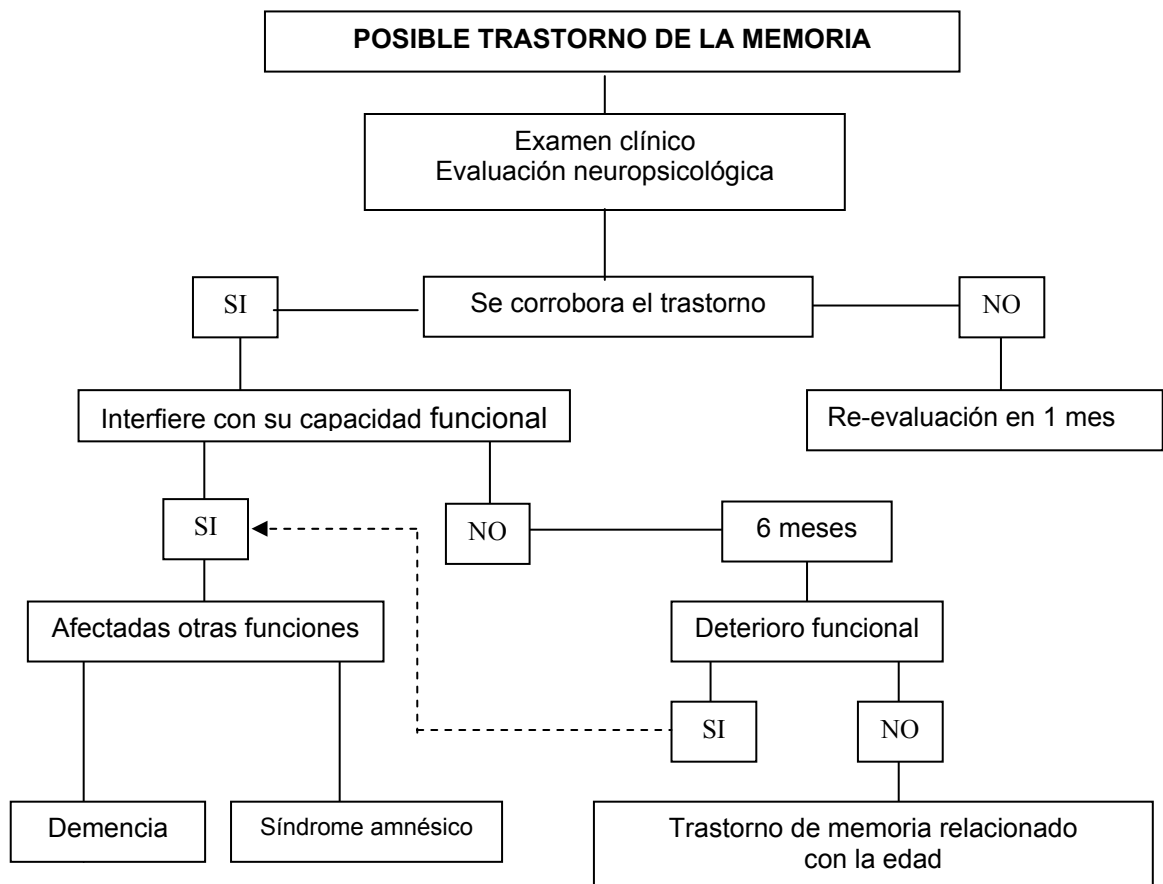 POSIBLE TRASTORNO DE LA MEMORIA
Examen clínico
Evaluación neuropsicológica
SI
Se corrobora el trastorno
NO
Interfiere con su capacidad funcional
Re-evaluación en 1 mes
SI
NO
6 meses
Afectadas otras funciones
Deterioro funcional
SI
NO
Demencia
Síndrome amnésico
Trastorno de memoria relacionado
con la edad